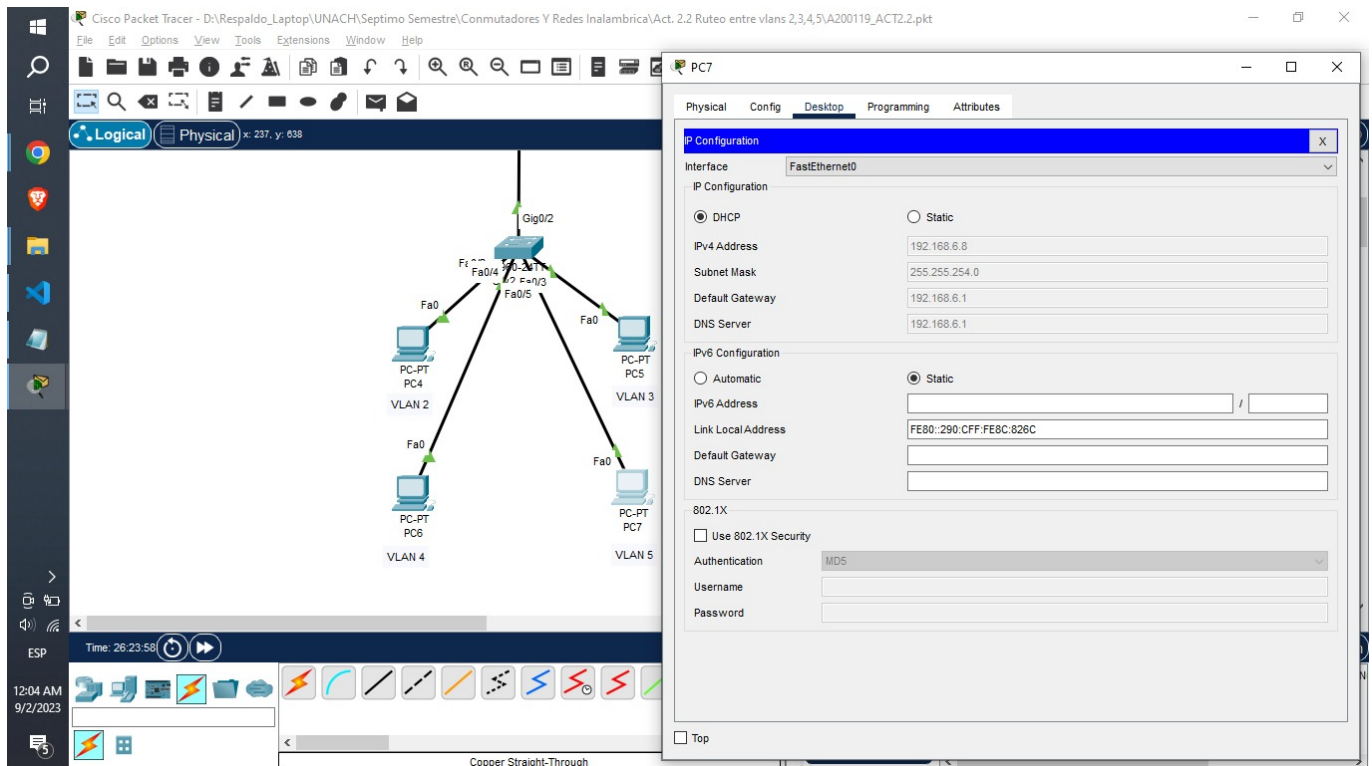 Cisco Packet Tracer - D:\Respaldo_Laptop\UNACH\Septimo Semestre\Conmutadores Y Redes Inalambrica\Act. 2.2 Ruteo entre vlans 2,3,4,5\A200119_ACT2.2.pkt
File Edit Options View Tools Extensions Window Help
Logical Physical x: 237, y: 638
Gig0/2
Fa0/4
Fa0/3
Fa0/5
Fa0
Fa0
PC-PT
PC4
VLAN 2
PC-PT
PC5
VLAN 3
Fa0
Fa0
PC-PT
PC6
VLAN 4
PC-PT
PC7
VLAN 5
Time: 26:23:58
Copper Straight-Through
ESP
12:04 AM
9/2/2023
5
PC7
Physical Config Desktop Programming Attributes
IP Configuration X
Interface FastEthernet0
IP Configuration
DHCP Static
IPv4 Address 192.168.6.8
Subnet Mask 255.255.254.0
Default Gateway 192.168.6.1
DNS Server 192.168.6.1
IPv6 Configuration
Automatic Static
IPv6 Address /
Link Local Address FE80::290:CFF:FE8C:826C
Default Gateway
DNS Server
802.1X
Use 802.1X Security
Authentication MD5
Username
Password
Top